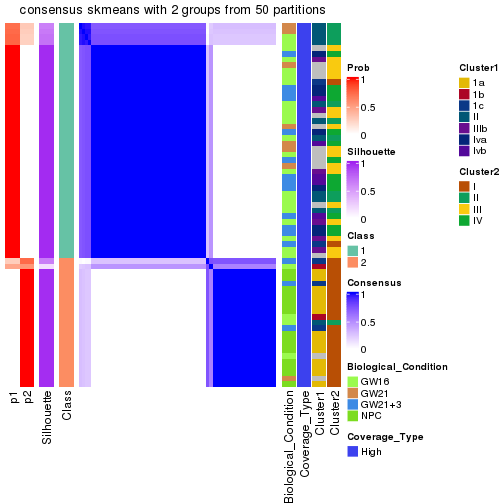 consensus skmeans with 2 groups from 50 partitions
p1
p2
Silhouette
Class
Biological_Condition
Coverage_Type
Cluster1
Cluster2
Prob
1
0.5
0
Silhouette
1
0.5
0
Class
1
2
Consensus
1
0.5
0
Biological_Condition
GW16
GW21
GW21+3
NPC
Coverage_Type
High
Cluster1
1a
1b
1c
II
IIIb
Iva
Ivb
Cluster2
I
II
III
IV